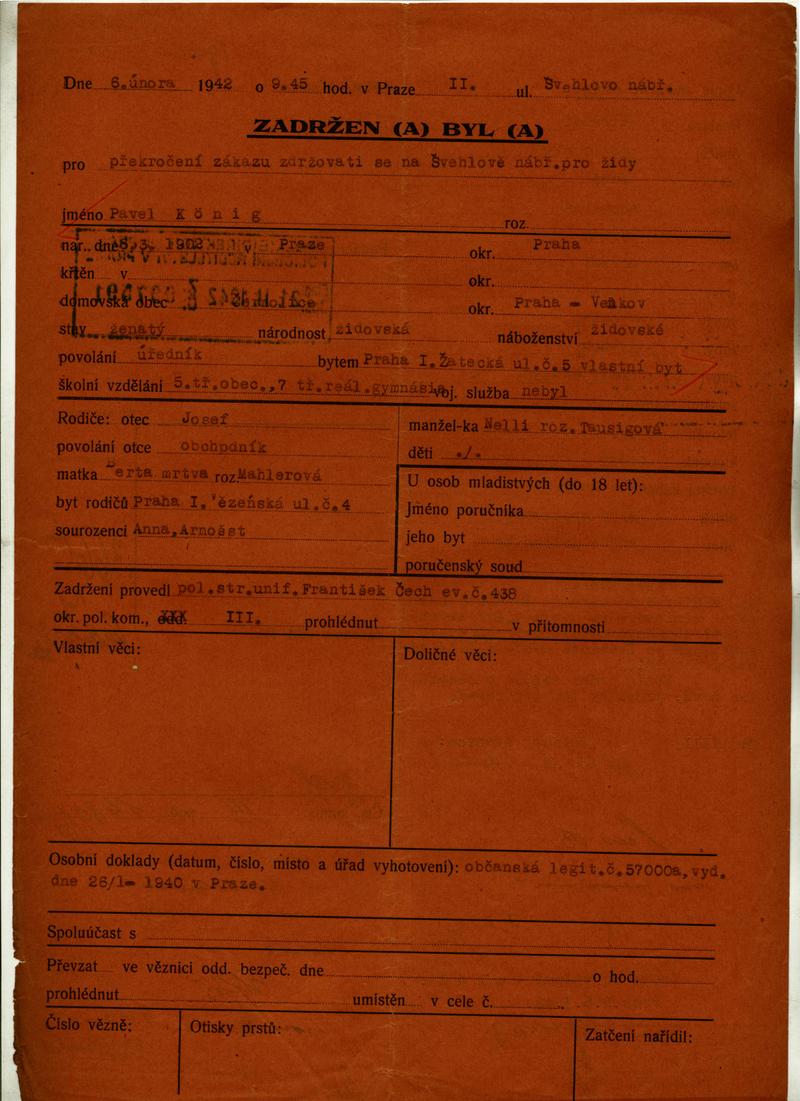 Dne 6.února 1942 o 9.45 hod. v Praze II. ul. Švehlovo nábř.
ZADRŽEN (A) BYL (A)
pro překročení zákazu zdržovati se na Švehlově nábř.pro židy
jméno Pavel König roz.
nar. dne 3. 1902 v Praze okr. Praha
křtěn v okr.
domovská obec okr. Praha - Venkov
stav ženatý národnost židovská náboženství židovské
povolání úředník bytem Praha I.Žatecká ul.č.5 vlastní byt
školní vzdělání 5.tř.obec.,7 tř.reál.gymnásia voj. služba nebyl
Rodiče: otec Josef
povolání otce obchodník
matka Berta mrtva roz Mahlerová
byt rodičů Praha I. Vězeňská ul.č.4
sourozenci Anna,Arnošt
manžel-ka Nelli roz.Tausigová
děti ./.
U osob mladistvých (do 18 let):
Jméno poručníka
jeho byt
poručenský soud
Zadržení provedl pol.str.unif.František Čech ev.č.438
okr. pol. kom., III. prohlédnut v přítomnosti
Vlastní věci:
Doličné věci:
Osobní doklady (datum, číslo, místo a úřad vyhotovení): občanská legit.č.57000a,vyd.
dne 26/1- 1940 v Praze.
Spoluúčast s
Převzat ve věznici odd. bezpeč. dne o hod.
prohlédnut umístěn v cele č.
Číslo vězně:
Otisky prstů:
Zatčení nařídil: